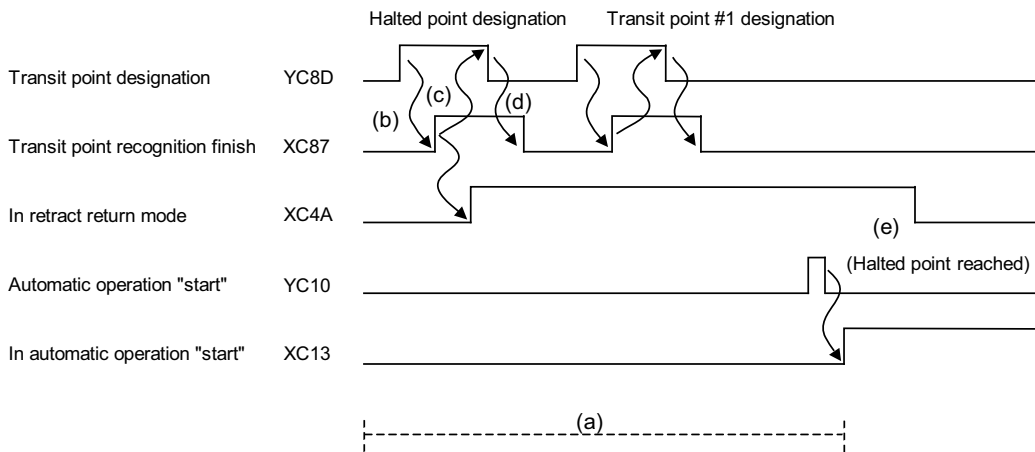 Halted point designation Transit point #1 designation
Transit point designation YC8D
(c) (d)
(b)
Transit point recognition finish XC87
In retract return mode XC4A
(e)
Automatic operation "start" YC10 (Halted point reached)
In automatic operation "start" XC13
(a)